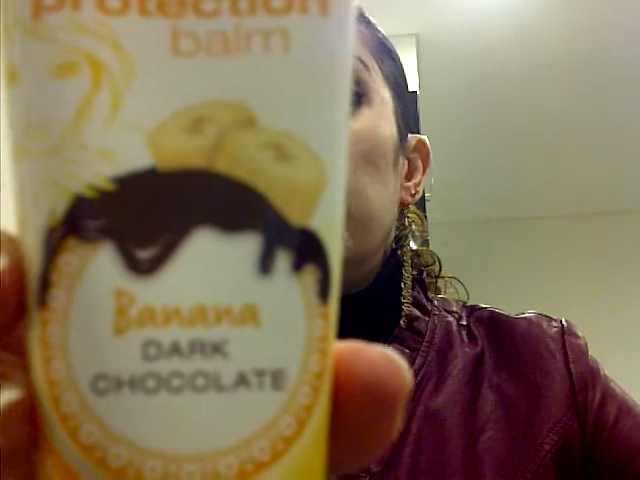 protection
balm
Banana
DARK
CHOCOLATE